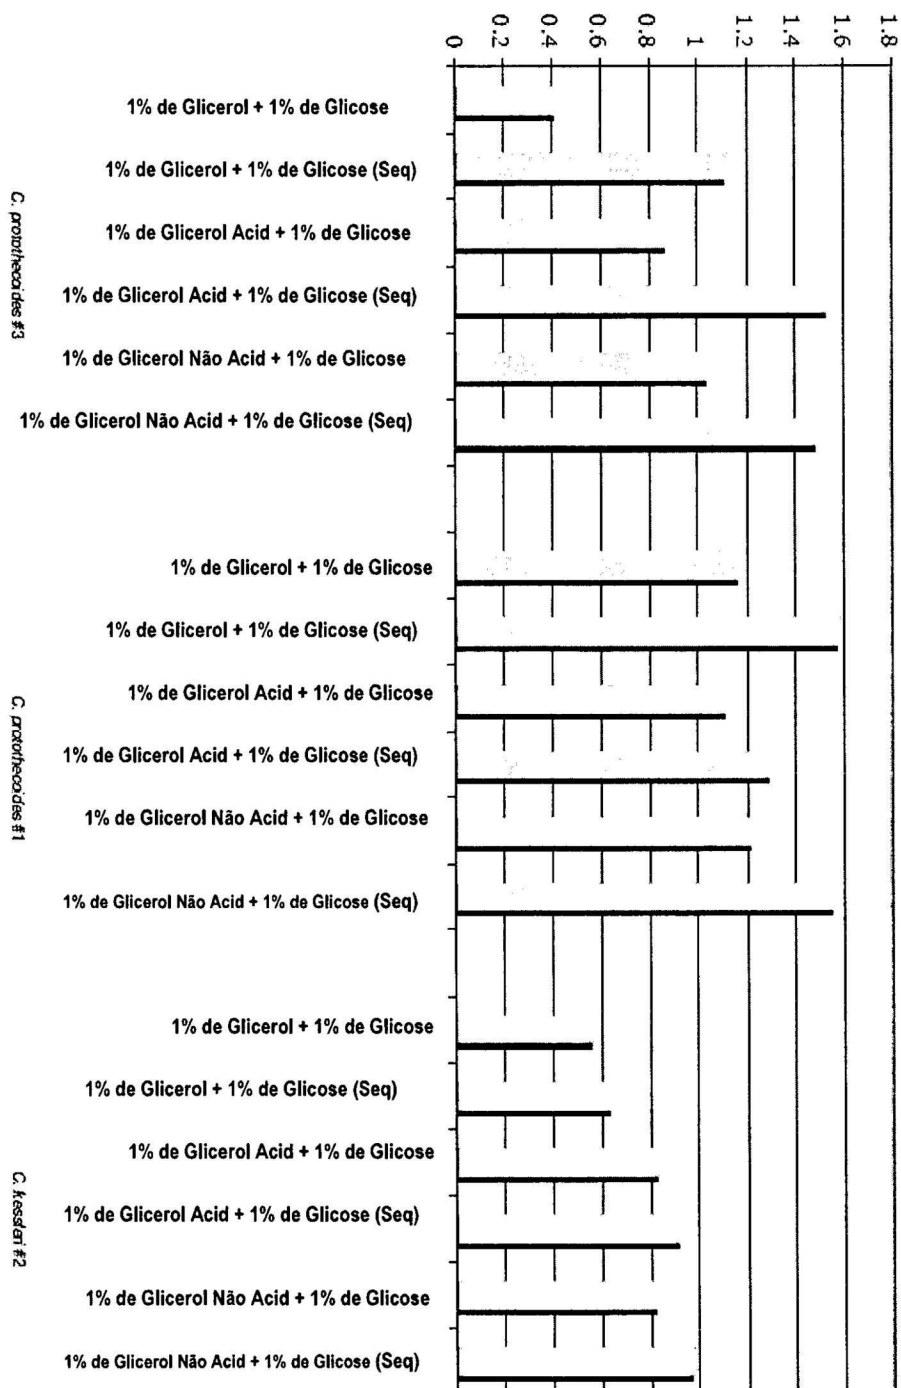 0
0.2
0.4
0.6
0.8
1
1.2
1.4
1.6
1.8
C. protothecoides #3
1% de Glicerol + 1% de Glicose
1% de Glicerol + 1% de Glicose (Seq)
1% de Glicerol Acid + 1% de Glicose
1% de Glicerol Acid + 1% de Glicose (Seq)
1% de Glicerol Não Acid + 1% de Glicose
1% de Glicerol Não Acid + 1% de Glicose (Seq)
C. protothecoides #1
1% de Glicerol + 1% de Glicose
1% de Glicerol + 1% de Glicose (Seq)
1% de Glicerol Acid + 1% de Glicose
1% de Glicerol Acid + 1% de Glicose (Seq)
1% de Glicerol Não Acid + 1% de Glicose
1% de Glicerol Não Acid + 1% de Glicose (Seq)
C. kessleri #2
1% de Glicerol + 1% de Glicose
1% de Glicerol + 1% de Glicose (Seq)
1% de Glicerol Acid + 1% de Glicose
1% de Glicerol Acid + 1% de Glicose (Seq)
1% de Glicerol Não Acid + 1% de Glicose
1% de Glicerol Não Acid + 1% de Glicose (Seq)